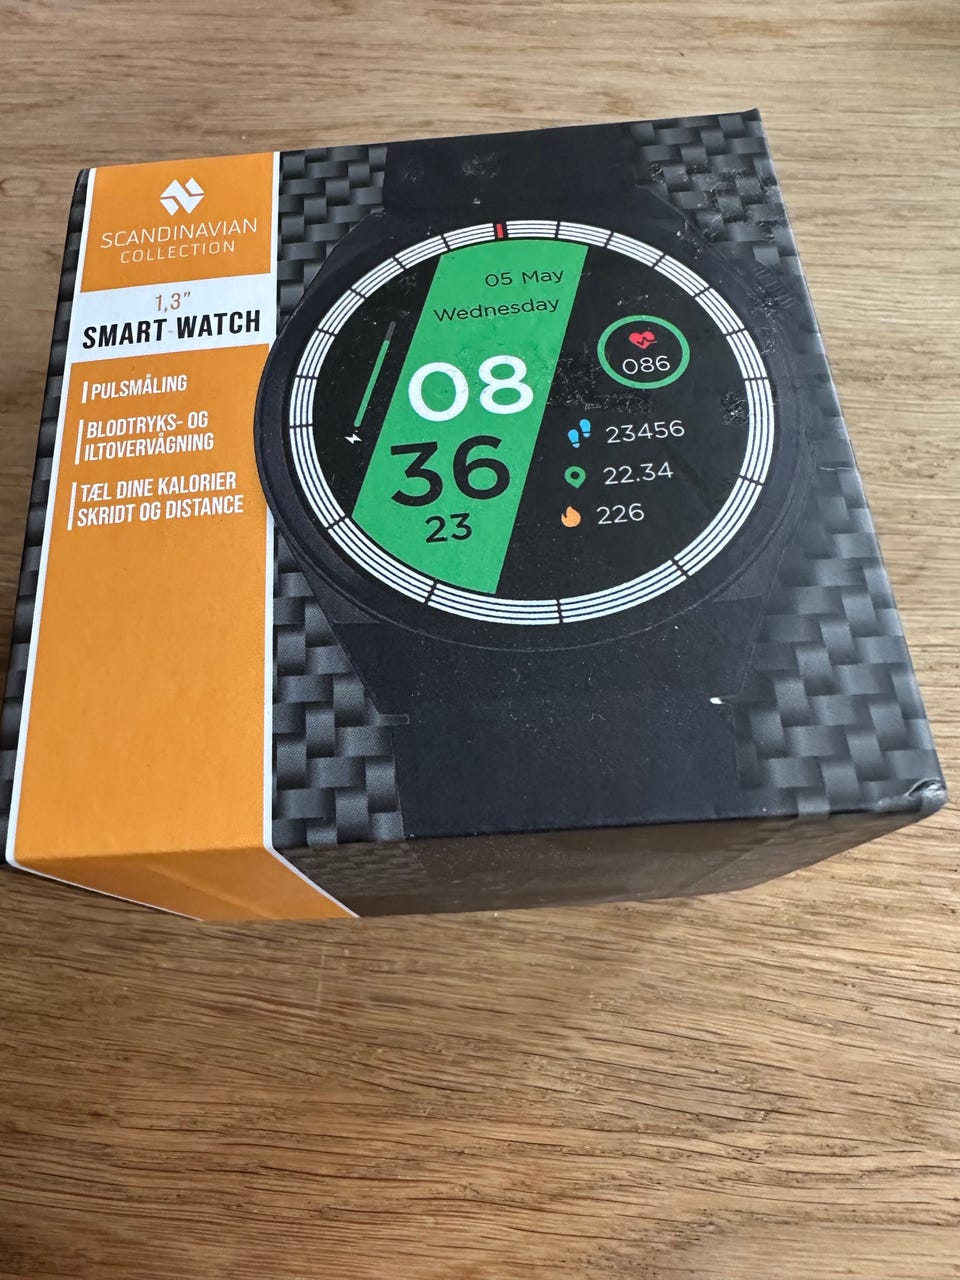 SCANDINAVIAN
COLLECTION
1,3"
SMART WATCH
PULSMÅLING
BLODTRYKS- OG
ILTOVERVÅGNING
TÆL DINE KALORIER
SKRIDT OG DISTANCE
05 May
Wednesday
08
36
23
086
23456
22.34
226